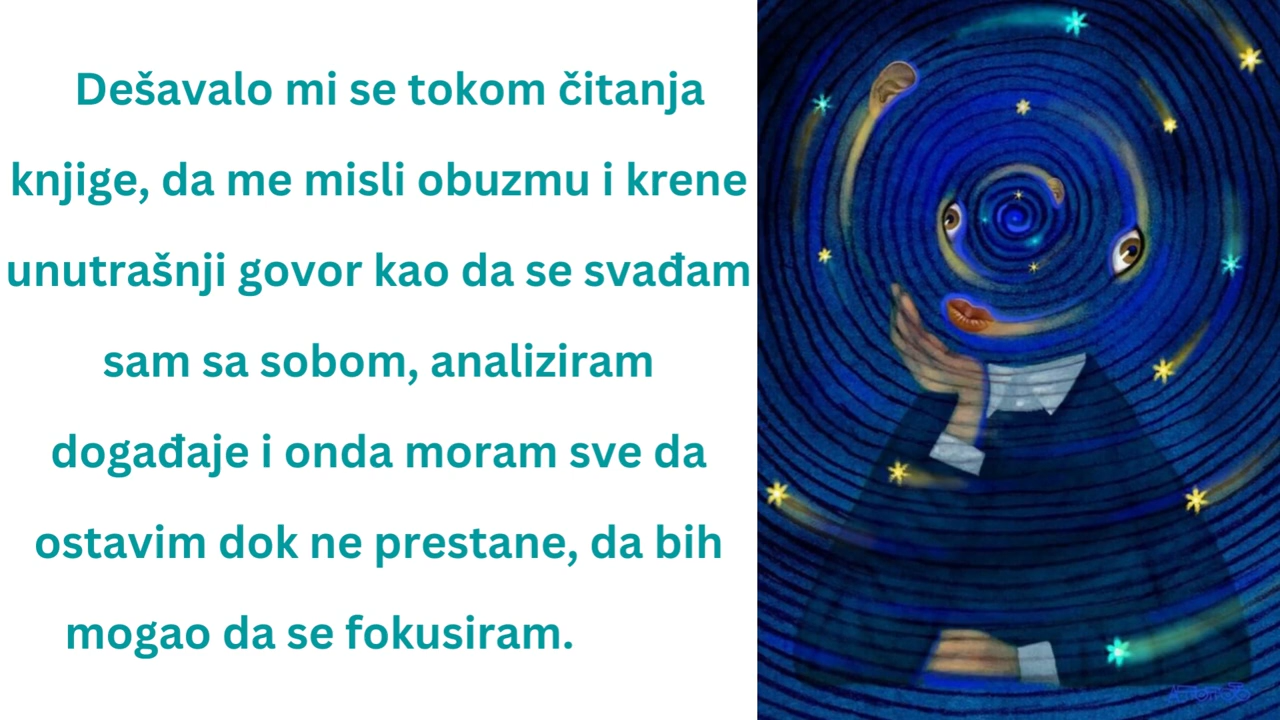 Dešavalo mi se tokom čitanja
knjige, da me misli obuzmu i krene
unutrašnji govor kao da se svađam
sam sa sobom, analiziram
događaje i onda moram sve da
ostavim dok ne prestane, da bih
mogao da se fokusiram.